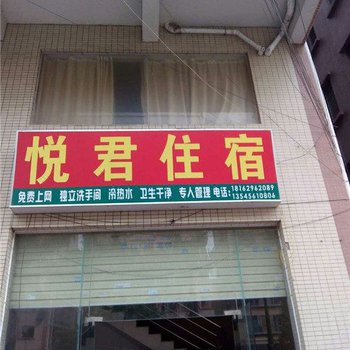 悦君住宿
免费上网 独立洗手间 冷热水 卫生干净 专人管理 电话:18162962089
13545610806